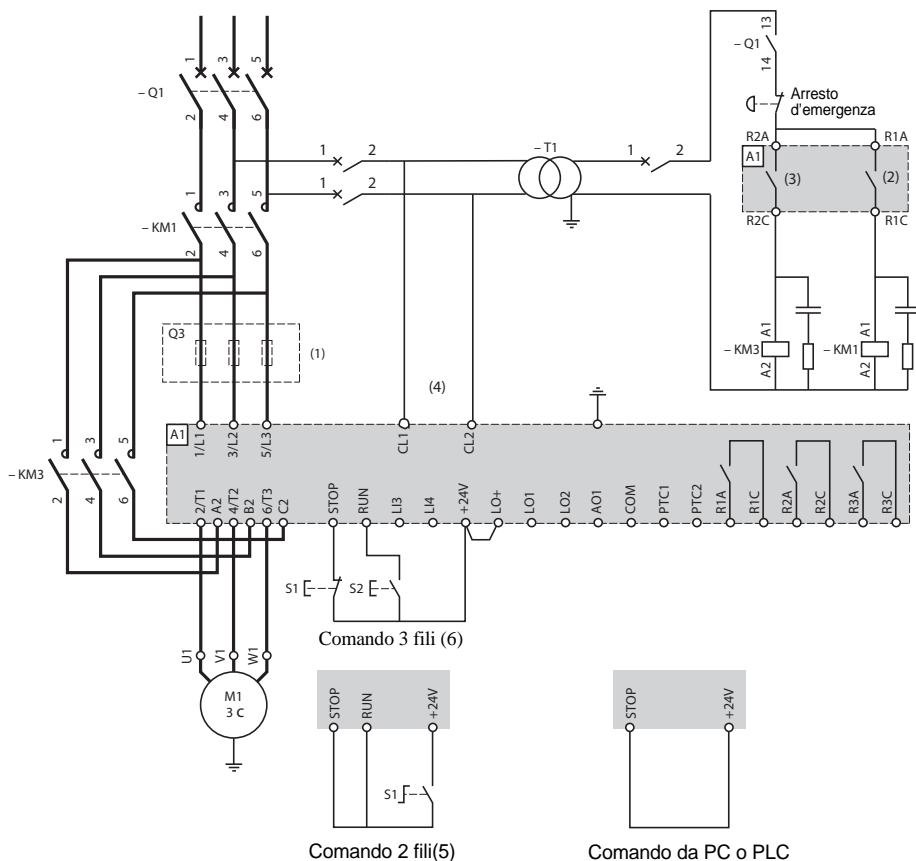 1 3 5
– Q1
2 4 6
13
– Q1
14
Arresto
d'emergenza
1 2
1 2
– T1
1 2
R2A R1A
A1
(3) (2)
R2C R1C
1 3 5
– KM1
2 4 6
Q3
(1)
A1 A1
– KM3 – KM1
A2 A2
(4)
A1
1/L1 3/L2 5/L3 CL1 CL2
1 3 5
– KM3
2 4 6
2/T1 A2 4/T2 B2 6/T3 C2 STOP RUN LI3 LI4 +24V LO+ LO1 LO2 AO1 COM PTC1 PTC2 R1A R1C R2A R2C R3A R3C
S1 S2
Comando 3 fili (6)
U1 V1 W1
M1
3 c
STOP RUN +24V
S1
Comando 2 fili(5)
STOP +24V
Comando da PC o PLC